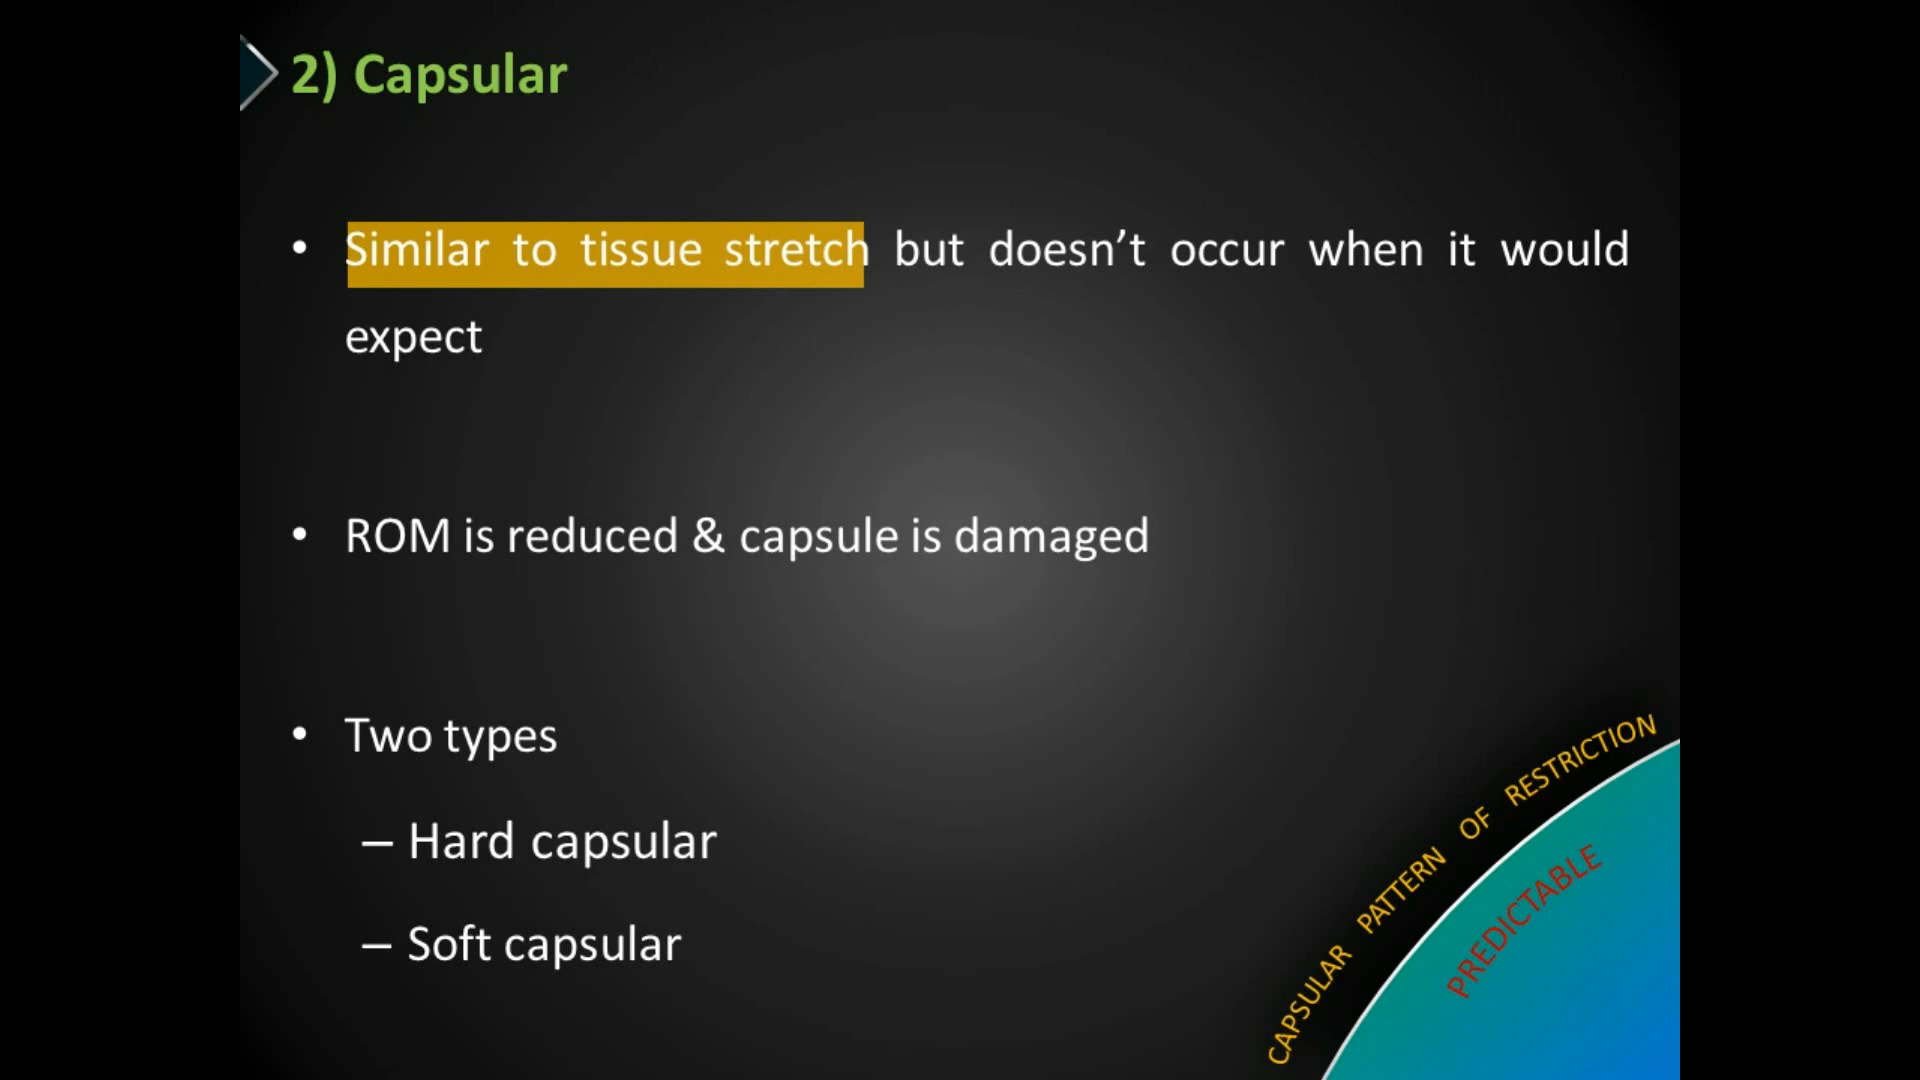 2) Capsular
• Similar to tissue stretch but doesn’t occur when it would
expect
• ROM is reduced & capsule is damaged
• Two types
– Hard capsular
– Soft capsular
CAPSULAR PATTERN OF RESTRICTION
PREDICTABLE